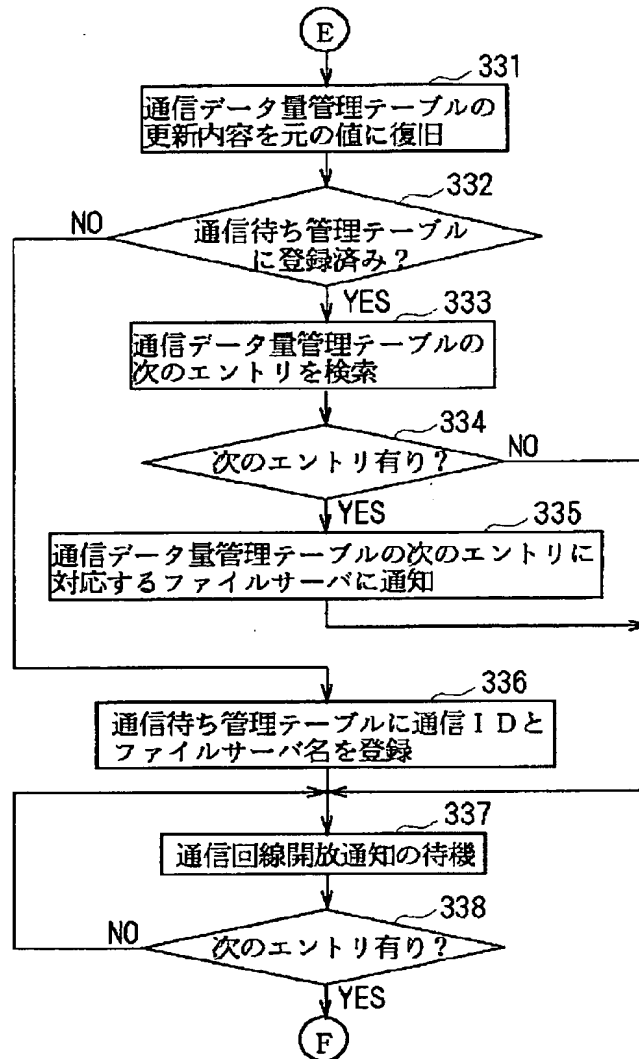 E
331
通信データ量管理テーブルの
更新内容を元の値に復旧
332
NO
通信待ち管理テーブル
に登録済み？
YES
333
通信データ量管理テーブルの
次のエントリを検索
334
NO
次のエントリ有り？
YES
335
通信データ量管理テーブルの次のエントリに
対応するファイルサーバに通知
336
通信待ち管理テーブルに通信ＩＤと
ファイルサーバ名を登録
337
通信回線開放通知の待機
338
NO
次のエントリ有り？
YES
F